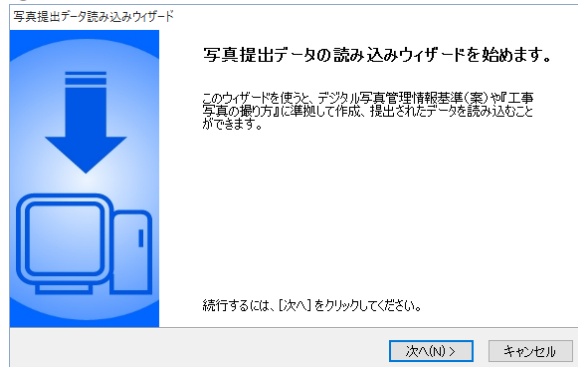 写真提出データ読み込みウィザード
写真提出データの読み込みウィザードを始めます。
このウィザードを使うと、デジタル写真管理情報基準(案)や『工事
写真の撮り方』に準拠して作成、提出されたデータを読み込むこと
ができます。
続行するには、[次へ]をクリックしてください。
次へ(N) >
キャンセル